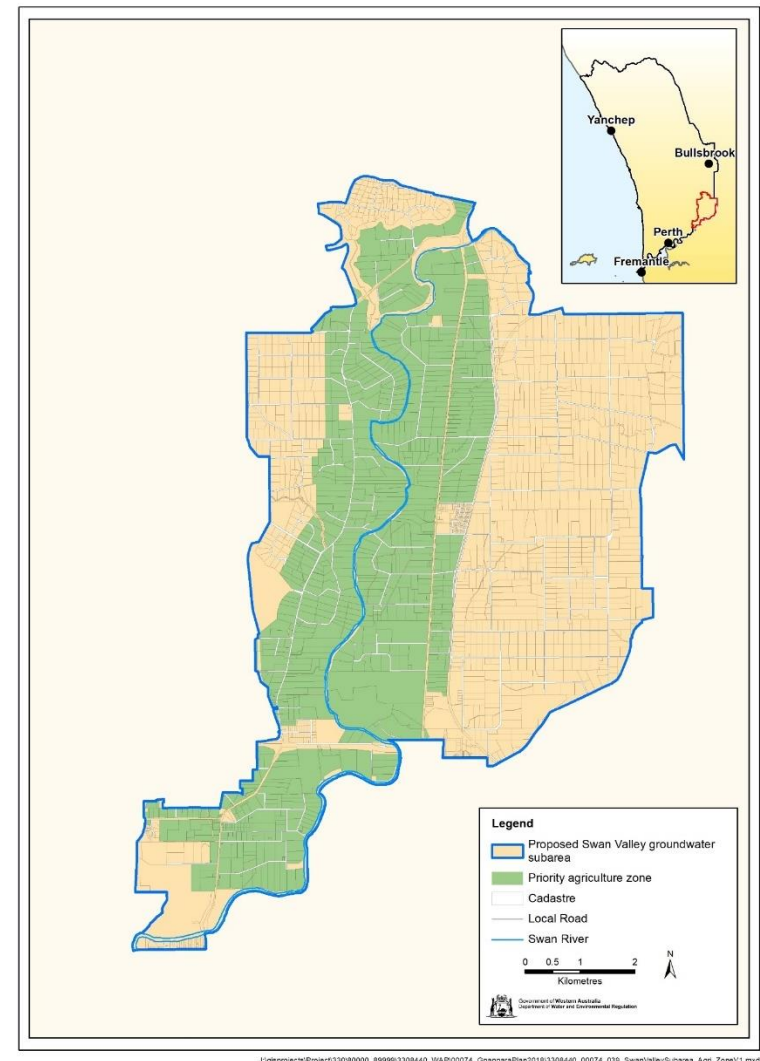 Yanchep
Bullsbrook
Perth
Fremantle
Legend
Proposed Swan Valley groundwater
subarea
Priority agriculture zone
Cadastre
Local Road
Swan River
0 0.5 1 2
Kilometres
N
Government of Western Australia
Department of Water and Environmental Regulation